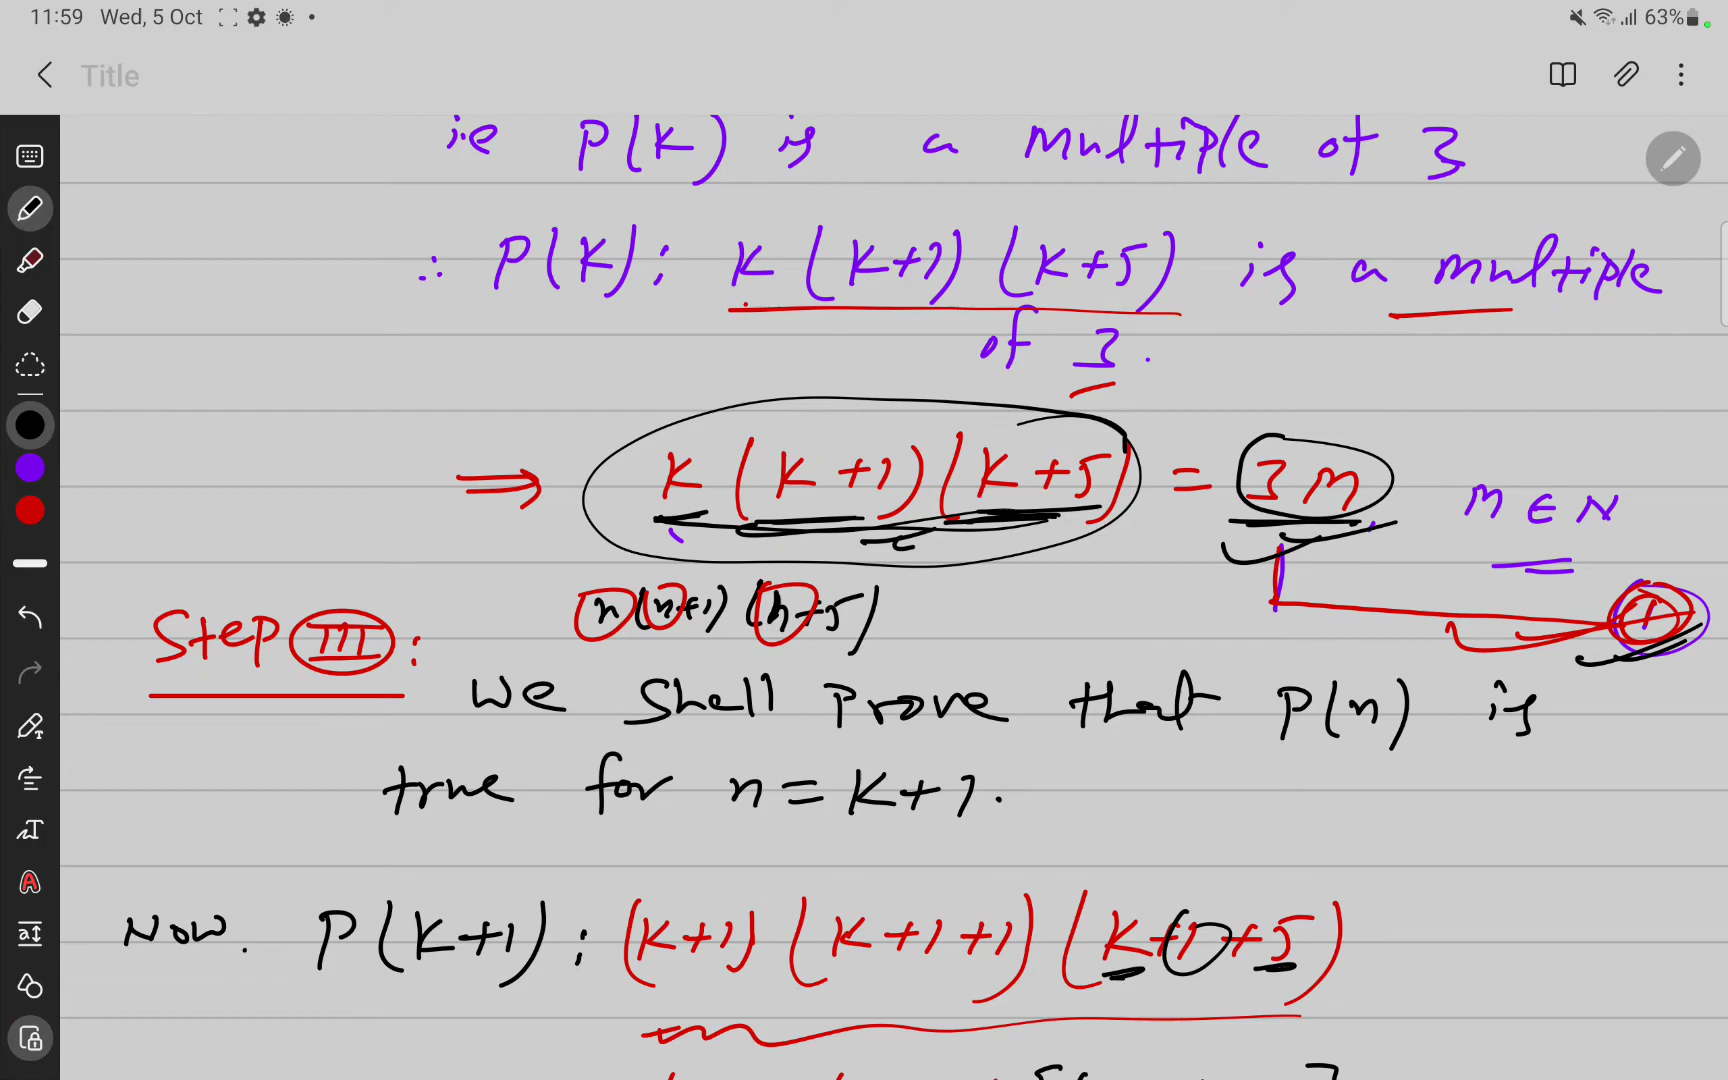 11:59 Wed, 5 Oct
63%
Title
i.e P(K) is a multiple of 3
∴ P(K): K(K+1)(K+5) is a multiple
of 3.
⇒ K(K+1)(K+5) = 3m m ∈ N
n(n+1)(n+5) 1
Step III :
We shall prove that P(n) is
true for n = K+1.
Now. P(K+1): (K+1)(K+1+1)(K+1+5)